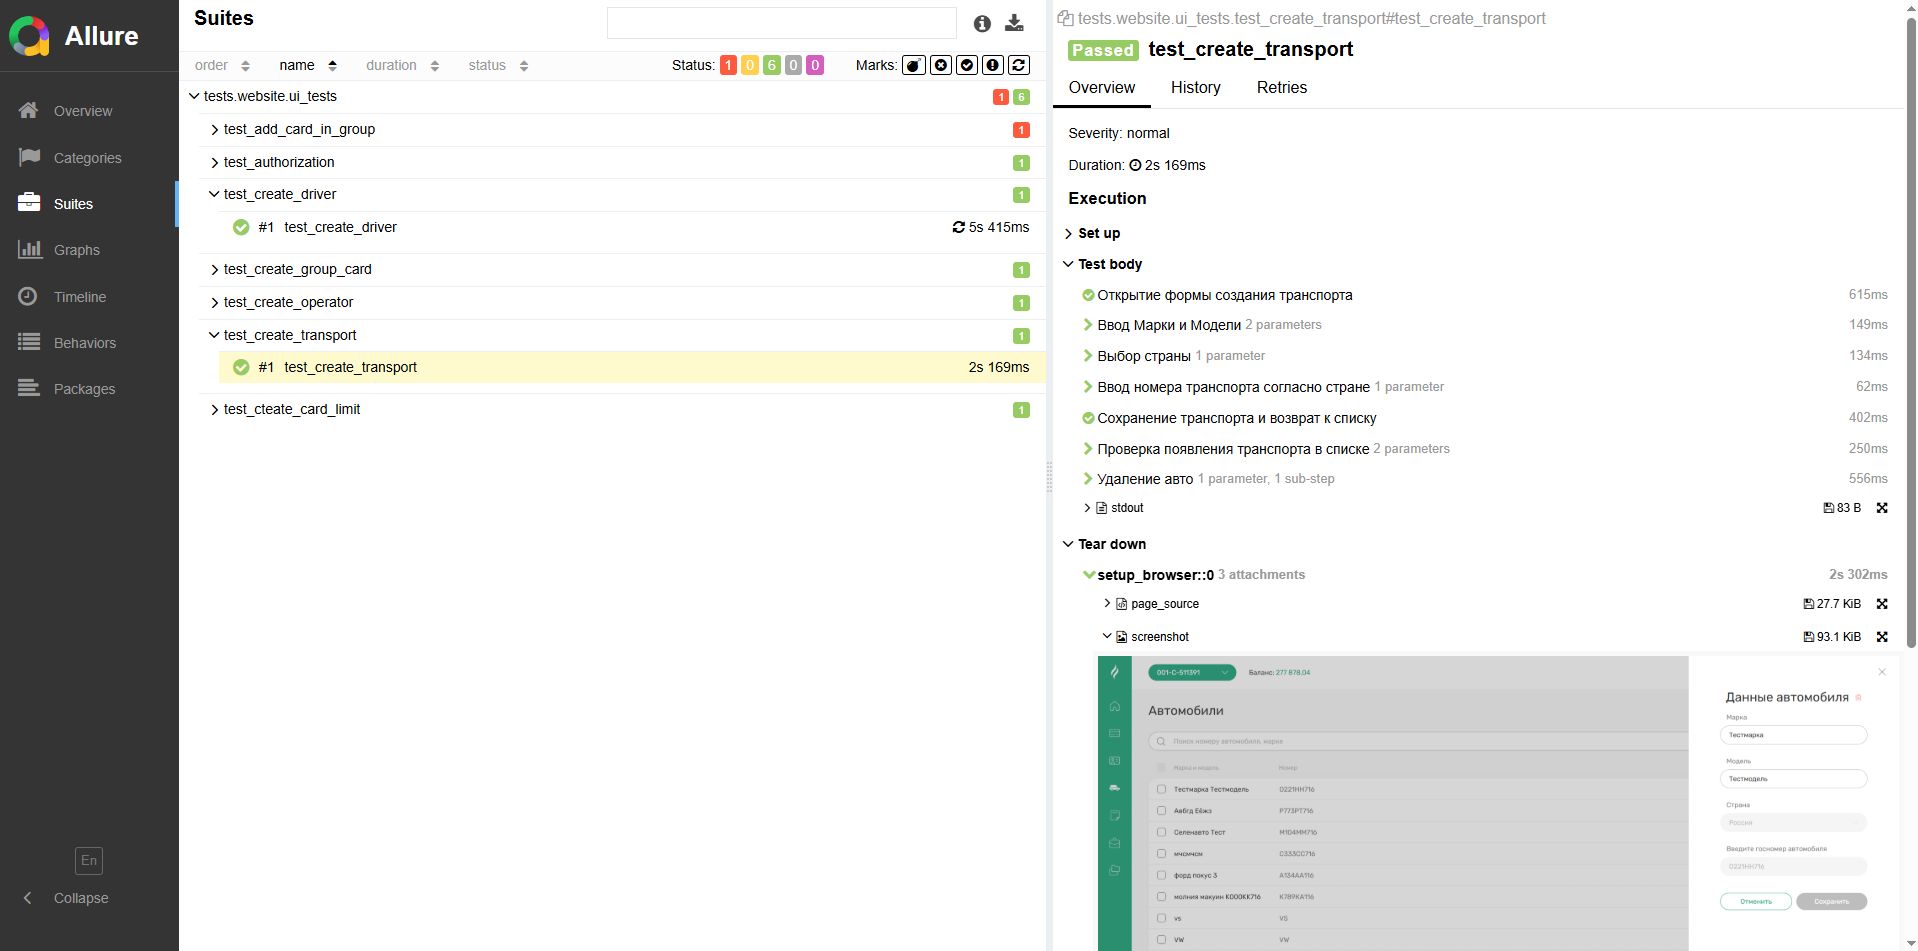 Allure
Overview
Categories
Suites
Graphs
Timeline
Behaviors
Packages
En
Collapse
Suites
order name duration status Status: 1 0 6 0 0 Marks:
tests.website.ui_tests 1 6
test_add_card_in_group 1
test_authorization 1
test_create_driver 1
#1 test_create_driver 5s 415ms
test_create_group_card 1
test_create_operator 1
test_create_transport 1
#1 test_create_transport 2s 169ms
test_cteate_card_limit 1
tests.website.ui_tests.test_create_transport#test_create_transport
Passed test_create_transport
Overview History Retries
Severity: normal
Duration: 2s 169ms
Execution
Set up
Test body
Открытие формы создания транспорта 615ms
Ввод Марки и Модели 2 parameters 149ms
Выбор страны 1 parameter 134ms
Ввод номера транспорта согласно стране 1 parameter 62ms
Сохранение транспорта и возврат к списку 402ms
Проверка появления транспорта в списке 2 parameters 250ms
Удаление авто 1 parameter, 1 sub-step 556ms
stdout 83 B
Tear down
setup_browser::0 3 attachments 2s 302ms
page_source 27.7 KiB
screenshot 93.1 KiB
001-C-511391 Баланс: 277 878,04
Автомобили
Поиск номеру автомобиля, марке
Марка и модель Номер
Тестмарка Тестмодель О221НН716
Авбгд Еёжз Р773РТ716
Селенавто Тест М104ММ716
мчсмчсм С333СС716
форд покус 3 А134АА116
молния макуин К000КК716 К789КА116
vs VS
VW VW
Данные автомобиля
Марка
Тестмарка
Модель
Тестмодель
Страна
Россия
Введите госномер автомобиля
О221НН716
Отменить Сохранить